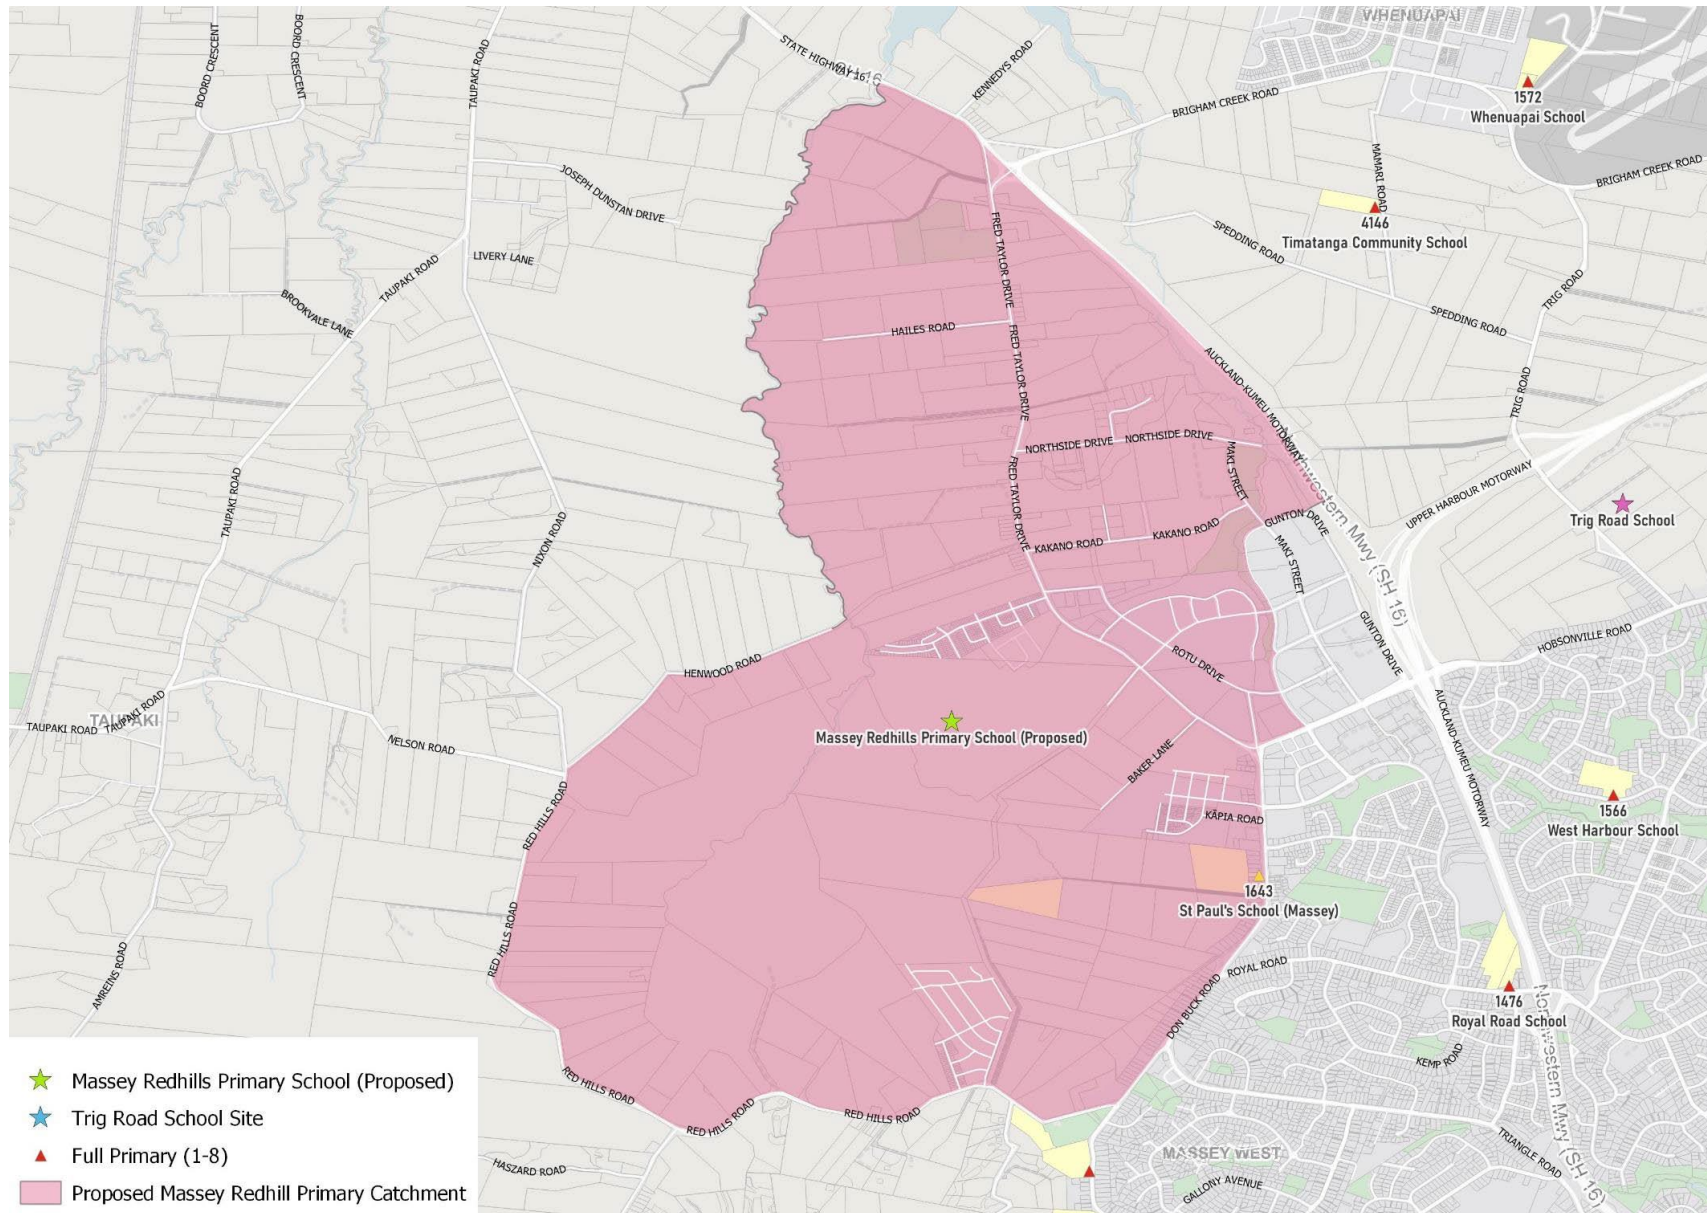 WHENUAPAI
BOORD CRESCENT
BOORD CRESCENT
TAUPAKI ROAD
STATE HIGHWAY 16
SH 16
KENNEDYS ROAD
BRIGHAM CREEK ROAD
1572
Whenuapai School
MAMARI ROAD
BRIGHAM CREEK ROAD
JOSEPH DUNSTAN DRIVE
4146
Timatanga Community School
FRED TAYLOR DRIVE
SPEDDING ROAD
LIVERY LANE
TAUPAKI ROAD
TRIG ROAD
BROOKVALE LANE
HAILES ROAD
FRED TAYLOR DRIVE
SPEDDING ROAD
AUCKLAND-KUMEU MOTORWAY
TRIG ROAD
NORTHSIDE DRIVE
NORTHSIDE DRIVE
MAKI STREET
Northwestern Mwy (SH 16)
FRED TAYLOR DRIVE
UPPER HARBOUR MOTORWAY
TAUPAKI ROAD
NIXON ROAD
KAKANO ROAD
KAKANO ROAD
GUNTON DRIVE
Trig Road School
MAKI STREET
GUNTON DRIVE
HOBSONVILLE ROAD
HENWOOD ROAD
ROTU DRIVE
TAUPAKI
TAUPAKI ROAD
TAUPAKI ROAD
NELSON ROAD
Massey Redhills Primary School (Proposed)
BAKER LANE
AUCKLAND-KUMEU MOTORWAY
RED HILLS ROAD
KĀPIA ROAD
1566
West Harbour School
1643
St Paul's School (Massey)
RED HILLS ROAD
AMREINS ROAD
ROYAL ROAD
DON BUCK ROAD
1476
Royal Road School
KEMP ROAD
Northwestern Mwy (SH 16)
RED HILLS ROAD
RED HILLS ROAD
RED HILLS ROAD
TRIANGLE ROAD
MASSEY WEST
HASZARD ROAD
GALLONY AVENUE
Massey Redhills Primary School (Proposed)
Trig Road School Site
Full Primary (1-8)
Proposed Massey Redhill Primary Catchment